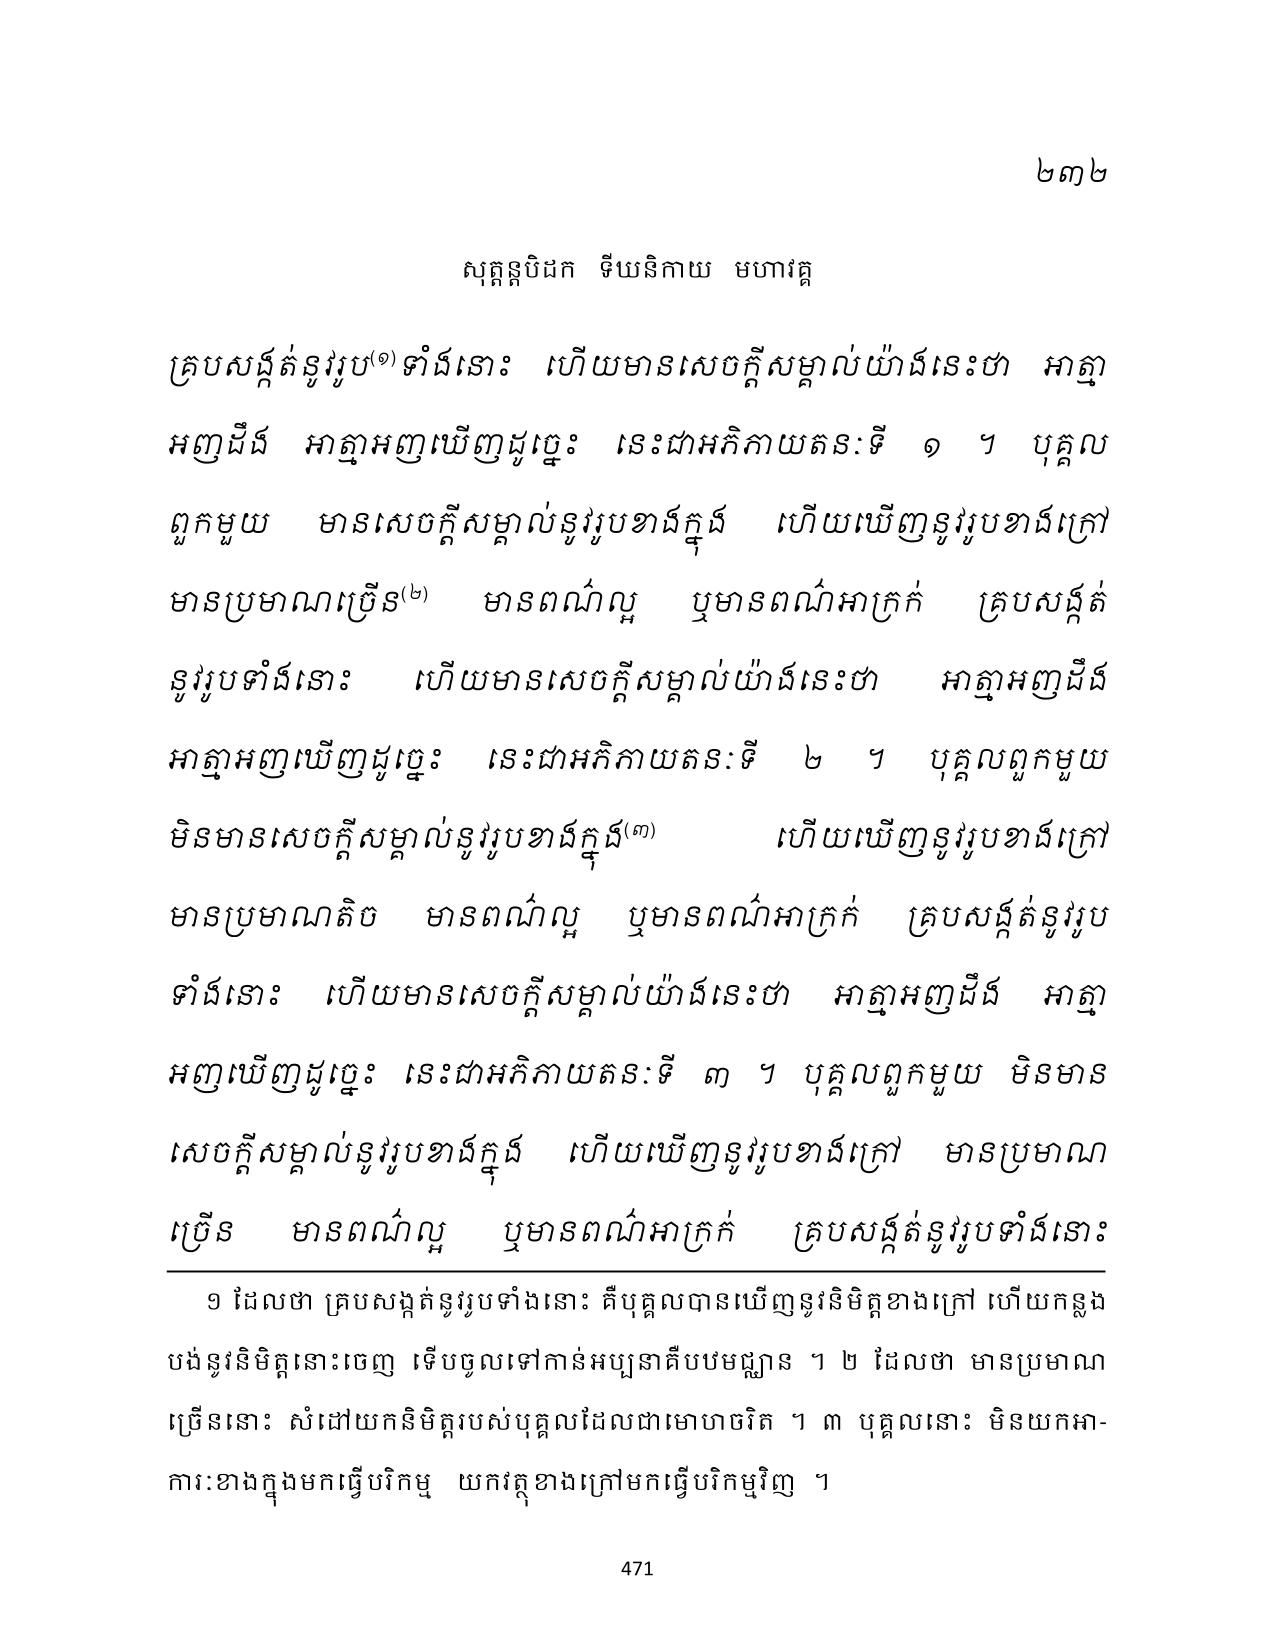 ២៣២
សុត្តន្តបិដក ទីឃនិកាយ មហាវគ្គ
គ្របសង្កត់នូវរូប(១)ទាំងនោះ ហើយមានសេចក្តីសម្គាល់យ៉ាងនេះថា អាត្មា
អញដឹង អាត្មាអញឃើញដូច្នេះ នេះជាអភិភាយតនៈទី ១ ។ បុគ្គល
ពួកមួយ មានសេចក្តីសម្គាល់នូវរូបខាងក្នុង ហើយឃើញនូវរូបខាងក្រៅ
មានប្រមាណច្រើន(២) មានពណ៌ល្អ ឬមានពណ៌អាក្រក់ គ្របសង្កត់
នូវរូបទាំងនោះ ហើយមានសេចក្តីសម្គាល់យ៉ាងនេះថា អាត្មាអញដឹង
អាត្មាអញឃើញដូច្នេះ នេះជាអភិភាយតនៈទី ២ ។ បុគ្គលពួកមួយ
មិនមានសេចក្តីសម្គាល់នូវរូបខាងក្នុង(៣) ហើយឃើញនូវរូបខាងក្រៅ
មានប្រមាណតិច មានពណ៌ល្អ ឬមានពណ៌អាក្រក់ គ្របសង្កត់នូវរូប
ទាំងនោះ ហើយមានសេចក្តីសម្គាល់យ៉ាងនេះថា អាត្មាអញដឹង អាត្មា
អញឃើញដូច្នេះ នេះជាអភិភាយតនៈទី ៣ ។ បុគ្គលពួកមួយ មិនមាន
សេចក្តីសម្គាល់នូវរូបខាងក្នុង ហើយឃើញនូវរូបខាងក្រៅ មានប្រមាណ
ច្រើន មានពណ៌ល្អ ឬមានពណ៌អាក្រក់ គ្របសង្កត់នូវរូបទាំងនោះ
១ ដែលថា គ្របសង្កត់នូវរូបទាំងនោះ គឺបុគ្គលបានឃើញនូវនិមិត្តខាងក្រៅ ហើយកន្លង
បង់នូវនិមិត្តនោះចេញ ទើបចូលទៅកាន់អប្បនាគឺបឋមជ្ឈាន ។ ២ ដែលថា មានប្រមាណ
ច្រើននោះ សំដៅយកនិមិត្តរបស់បុគ្គលដែលជាមោហចរិត ។ ៣ បុគ្គលនោះ មិនយកអា-
ការៈខាងក្នុងមកធ្វើបរិកម្ម យកវត្ថុខាងក្រៅមកធ្វើបរិកម្មវិញ ។
471